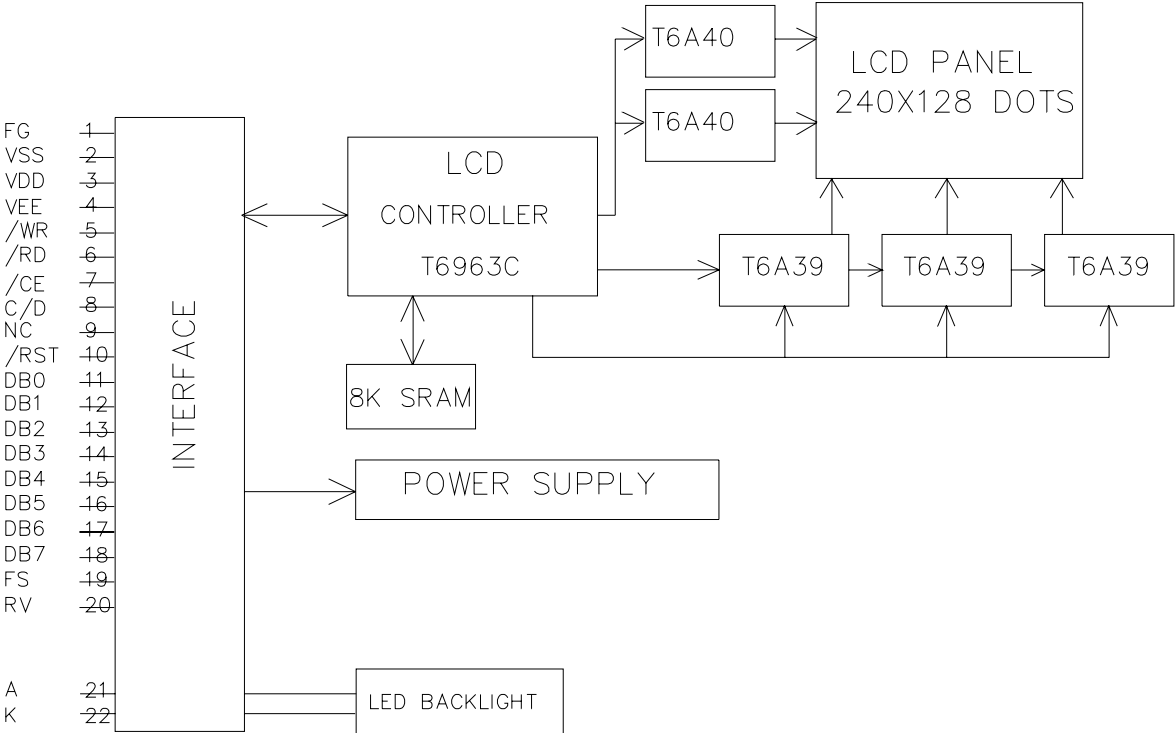 FG 1
VSS 2
VDD 3
VEE 4
/WR 5
/RD 6
/CE 7
C/D 8
NC 9
/RST 10
DB0 11
DB1 12
DB2 13
DB3 14
DB4 15
DB5 16
DB6 17
DB7 18
FS 19
RV 20
A 21
K 22
INTERFACE
LCD
CONTROLLER
T6963C
8K SRAM
POWER SUPPLY
LED BACKLIGHT
T6A40
T6A40
LCD PANEL
240X128 DOTS
T6A39
T6A39
T6A39